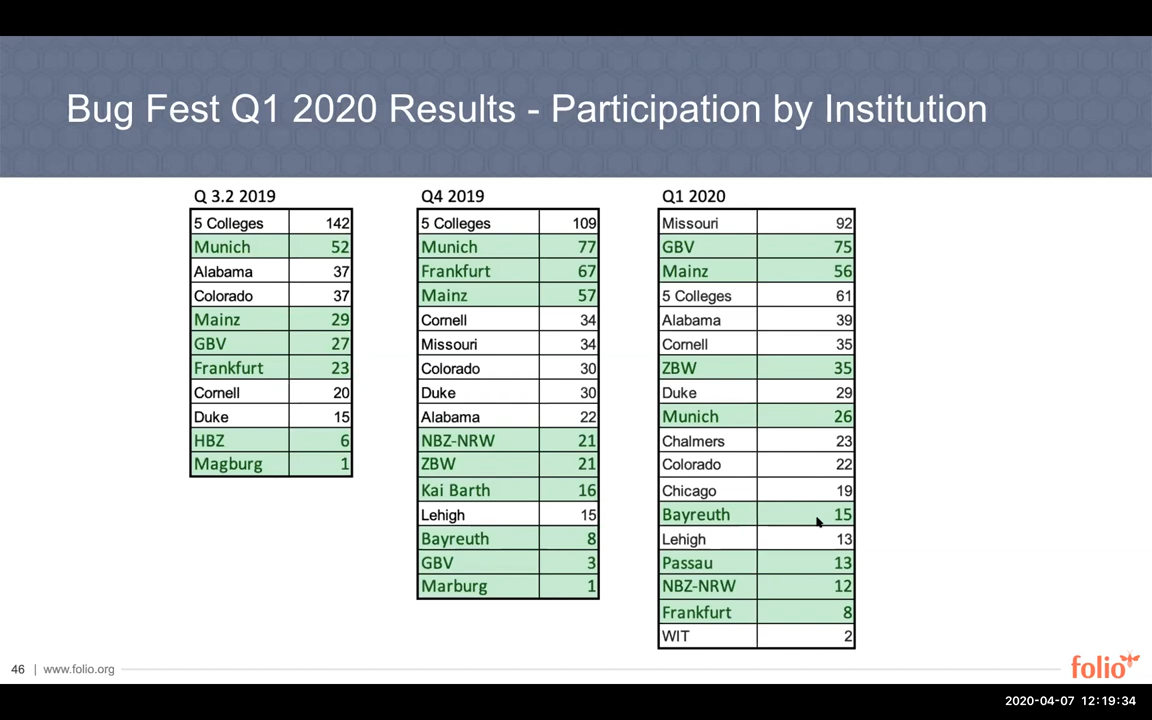 Bug Fest Q1 2020 Results - Participation by Institution
Q 3.2 2019
5 Colleges 142
Munich 52
Alabama 37
Colorado 37
Mainz 29
GBV 27
Frankfurt 23
Cornell 20
Duke 15
HBZ 6
Magburg 1
Q4 2019
5 Colleges 109
Munich 77
Frankfurt 67
Mainz 57
Cornell 34
Missouri 34
Colorado 30
Duke 30
Alabama 22
NBZ-NRW 21
ZBW 21
Kai Barth 16
Lehigh 15
Bayreuth 8
GBV 3
Marburg 1
Q1 2020
Missouri 92
GBV 75
Mainz 56
5 Colleges 61
Alabama 39
Cornell 35
ZBW 35
Duke 29
Munich 26
Chalmers 23
Colorado 22
Chicago 19
Bayreuth 15
Lehigh 13
Passau 13
NBZ-NRW 12
Frankfurt 8
WIT 2
46 | www.folio.org
folio
2020-04-07 12:19:34